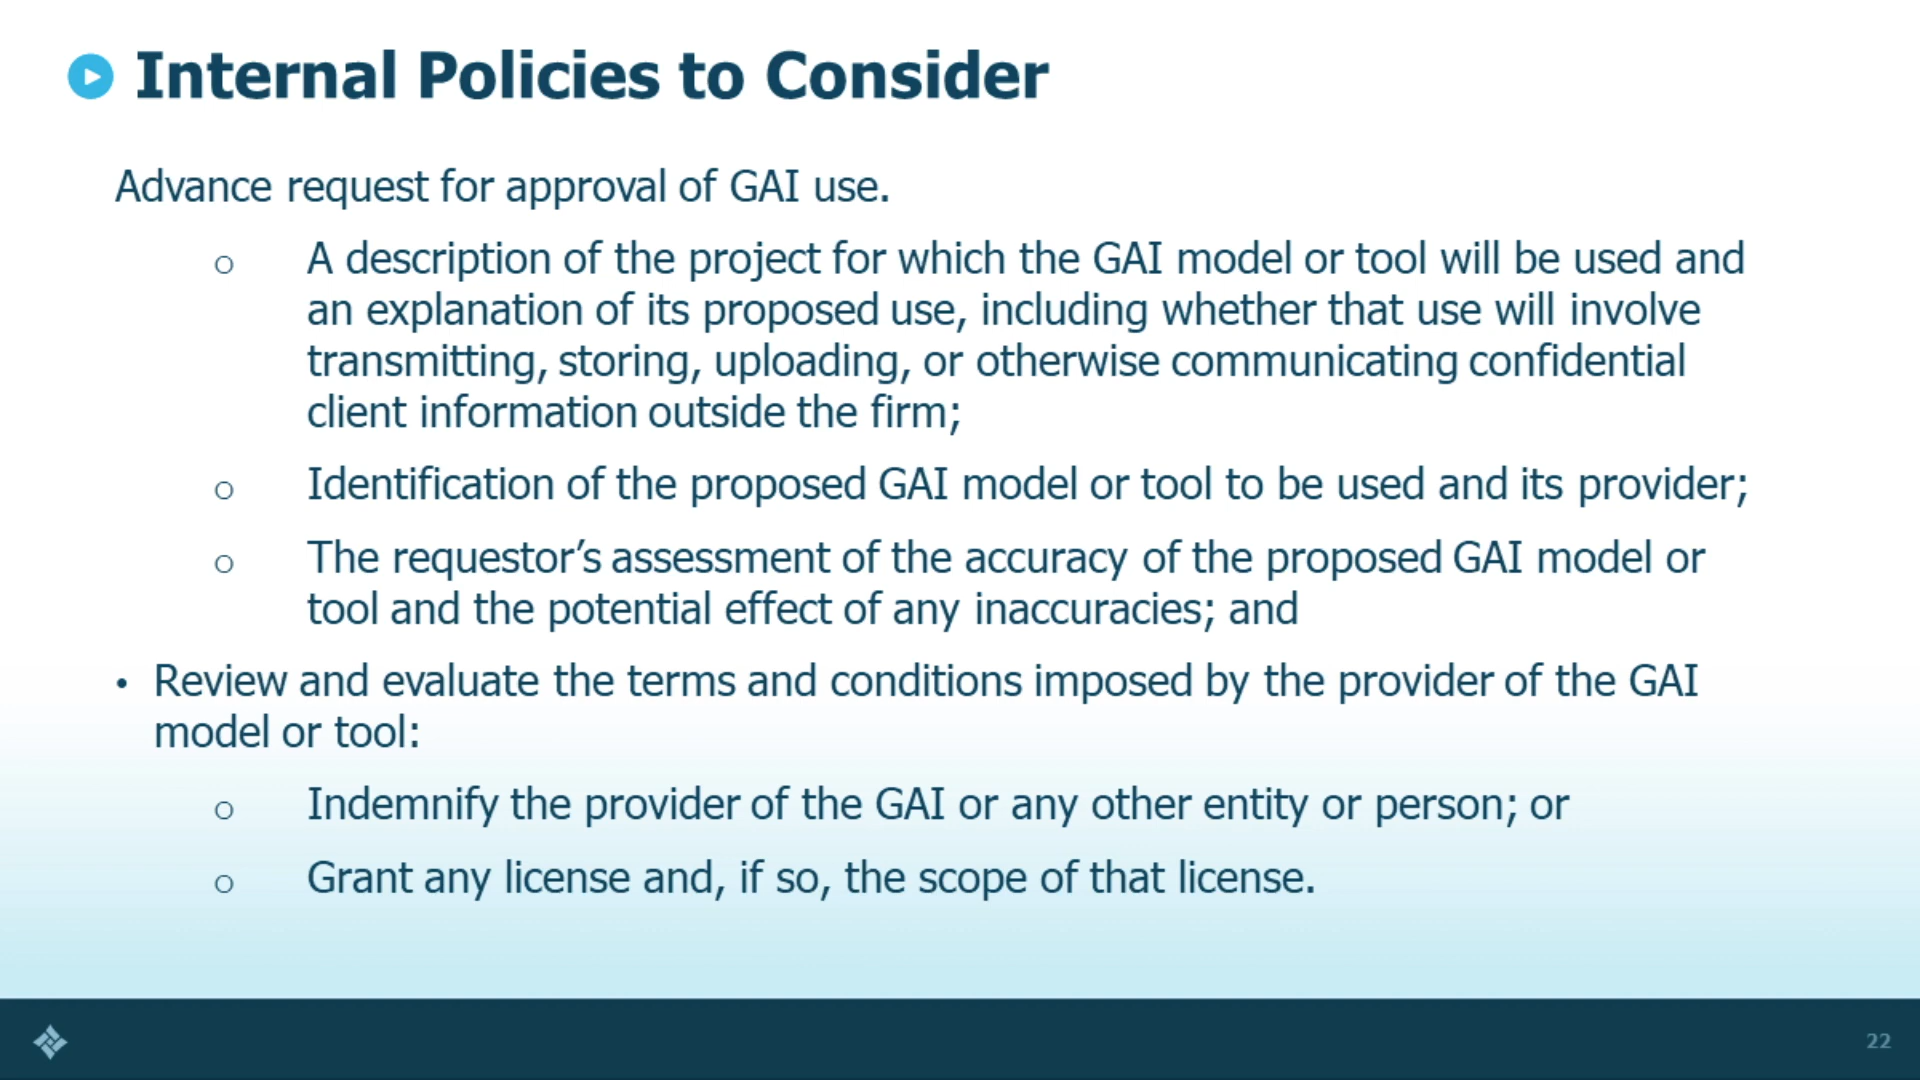 Internal Policies to Consider
Advance request for approval of GAI use.
○ A description of the project for which the GAI model or tool will be used and
an explanation of its proposed use, including whether that use will involve
transmitting, storing, uploading, or otherwise communicating confidential
client information outside the firm;
○ Identification of the proposed GAI model or tool to be used and its provider;
○ The requestor’s assessment of the accuracy of the proposed GAI model or
tool and the potential effect of any inaccuracies; and
• Review and evaluate the terms and conditions imposed by the provider of the GAI
model or tool:
○ Indemnify the provider of the GAI or any other entity or person; or
○ Grant any license and, if so, the scope of that license.
22